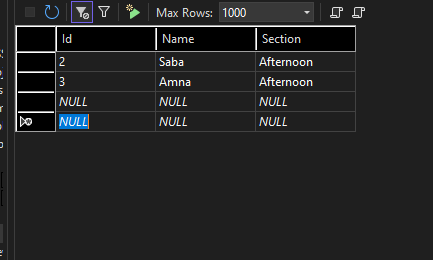 Max Rows: 1000
Id Name Section
2 Saba Afternoon
3 Amna Afternoon
NULL NULL NULL
NULL NULL NULL